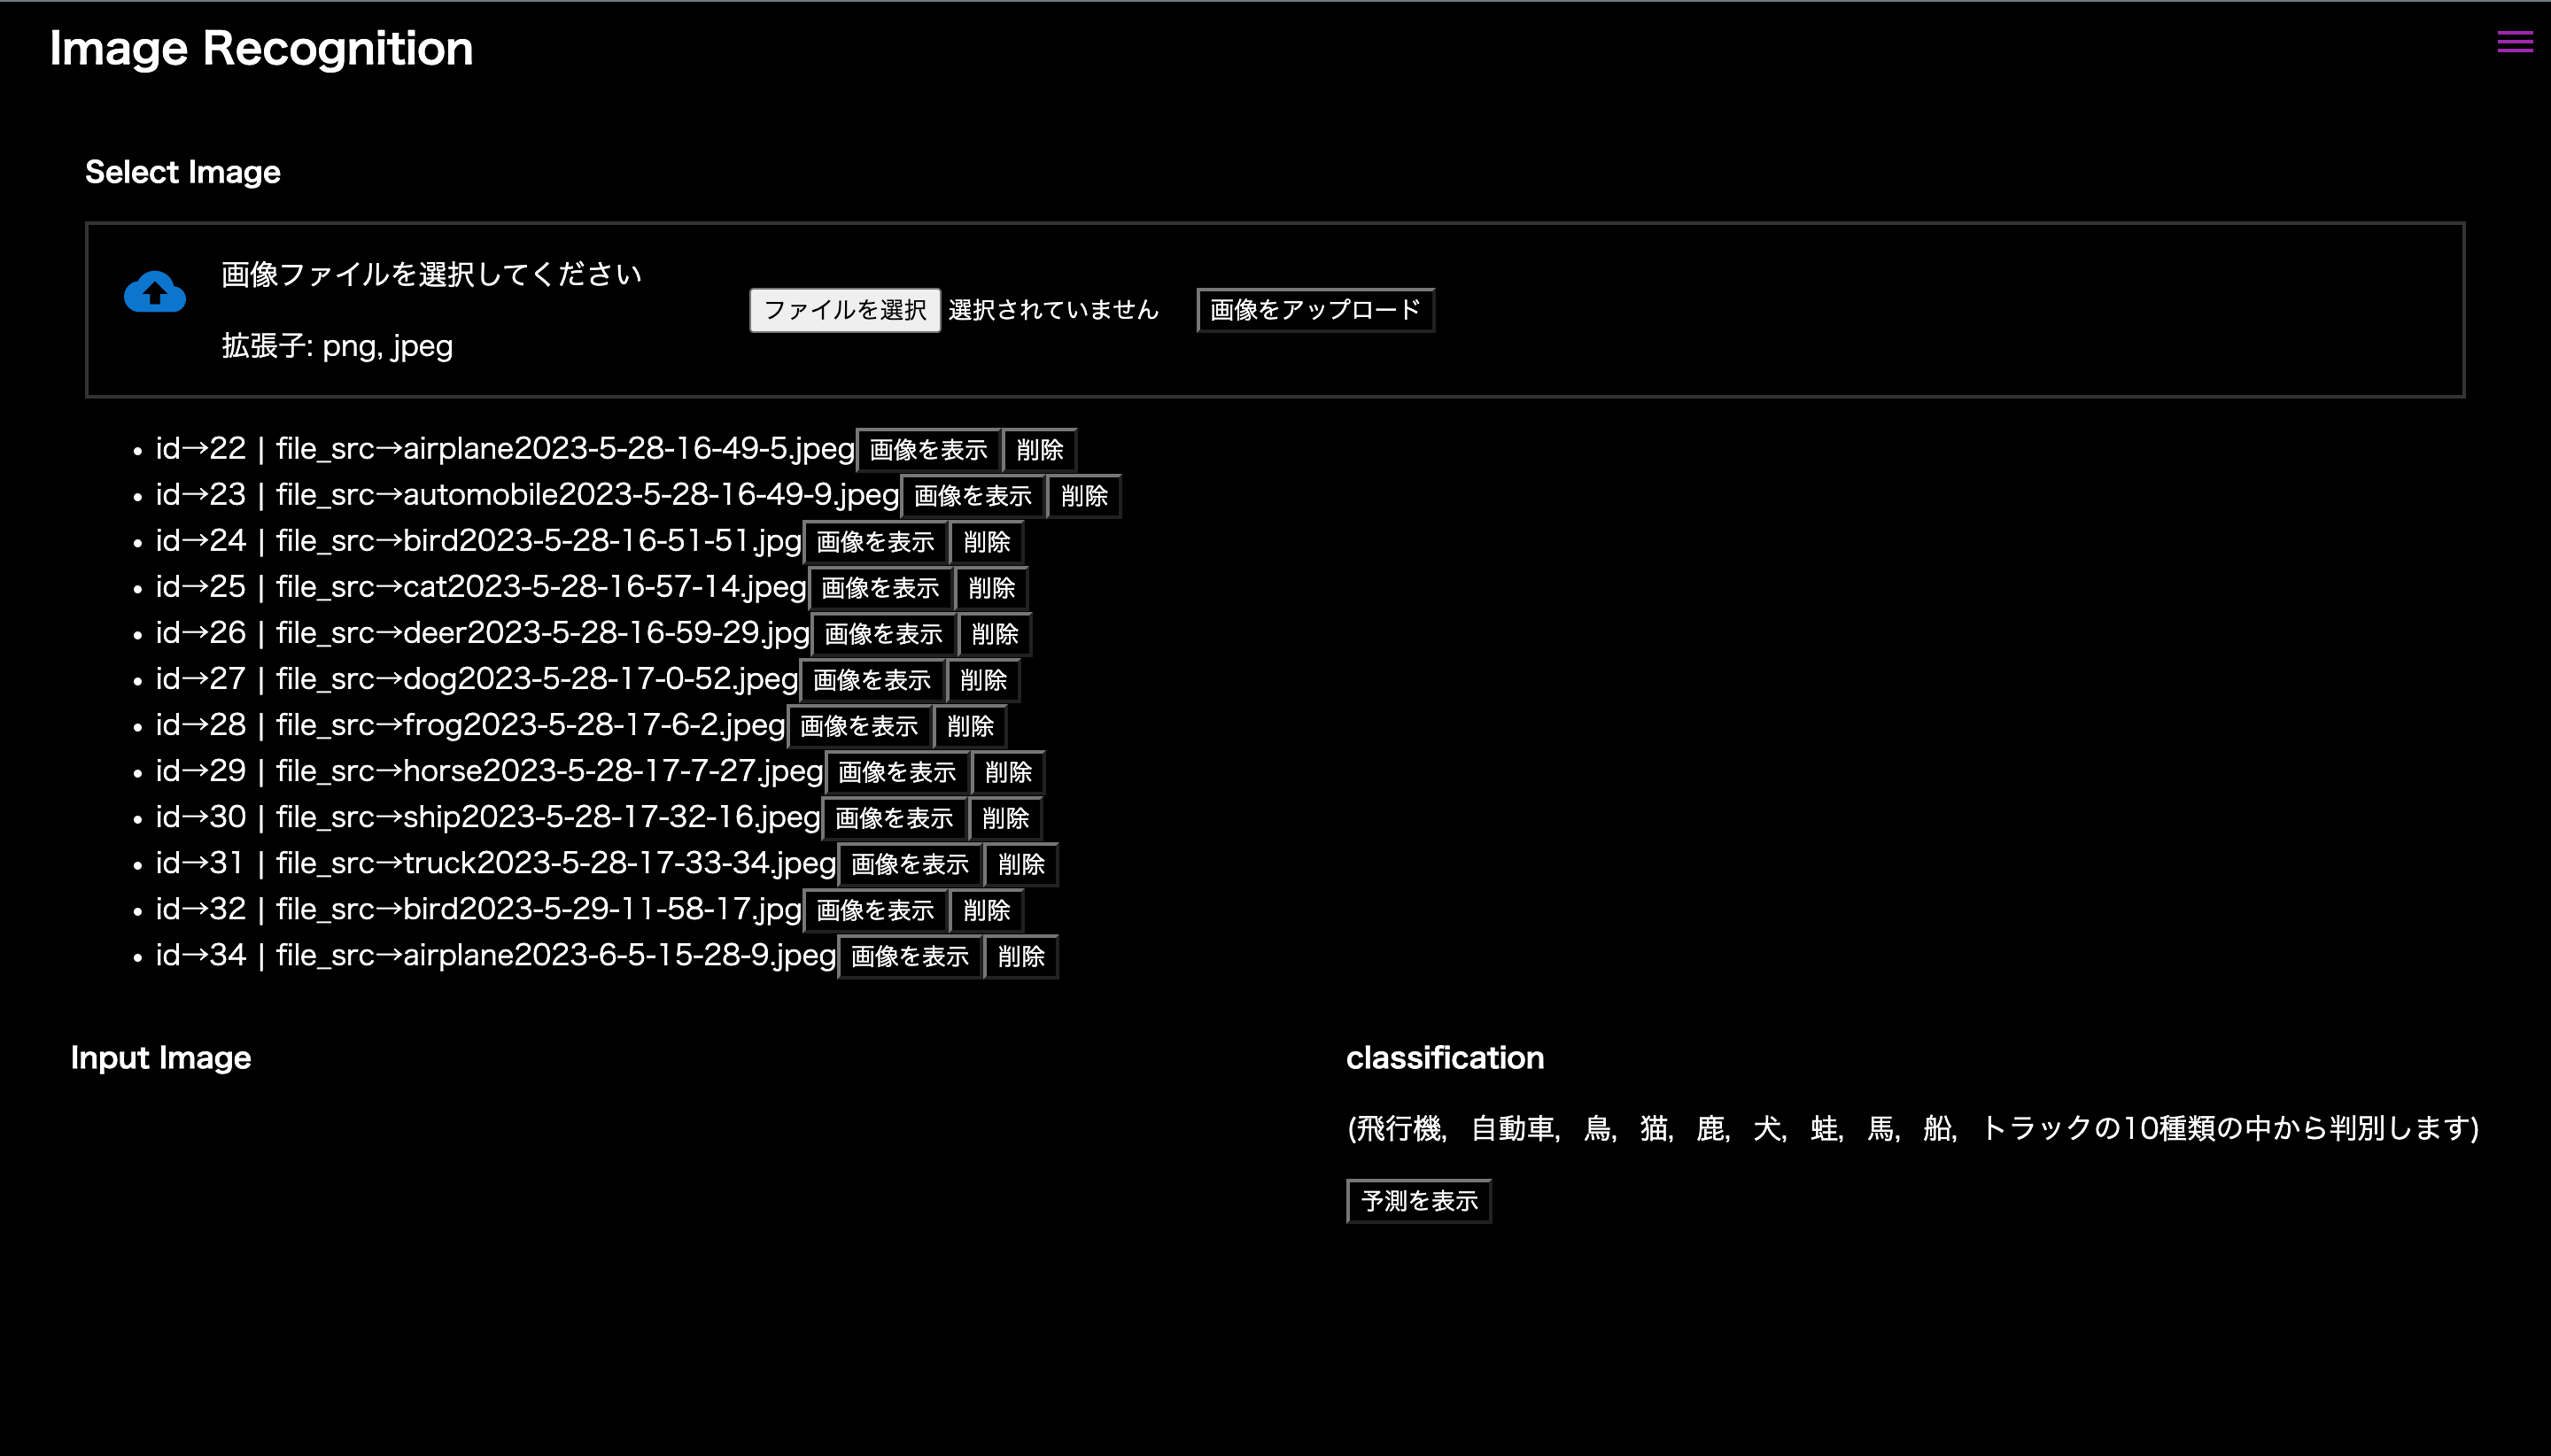 Image Recognition
Select Image
画像ファイルを選択してください
拡張子: png, jpeg
ファイルを選択 選択されていません 画像をアップロード
• id→22 | file_src→airplane2023-5-28-16-49-5.jpeg 画像を表示 削除
• id→23 | file_src→automobile2023-5-28-16-49-9.jpeg 画像を表示 削除
• id→24 | file_src→bird2023-5-28-16-51-51.jpg 画像を表示 削除
• id→25 | file_src→cat2023-5-28-16-57-14.jpeg 画像を表示 削除
• id→26 | file_src→deer2023-5-28-16-59-29.jpg 画像を表示 削除
• id→27 | file_src→dog2023-5-28-17-0-52.jpeg 画像を表示 削除
• id→28 | file_src→frog2023-5-28-17-6-2.jpeg 画像を表示 削除
• id→29 | file_src→horse2023-5-28-17-7-27.jpeg 画像を表示 削除
• id→30 | file_src→ship2023-5-28-17-32-16.jpeg 画像を表示 削除
• id→31 | file_src→truck2023-5-28-17-33-34.jpeg 画像を表示 削除
• id→32 | file_src→bird2023-5-29-11-58-17.jpg 画像を表示 削除
• id→34 | file_src→airplane2023-6-5-15-28-9.jpeg 画像を表示 削除
Input Image
classification
(飛行機, 自動車, 鳥, 猫, 鹿, 犬, 蛙, 馬, 船, トラックの10種類の中から判別します)
予測を表示